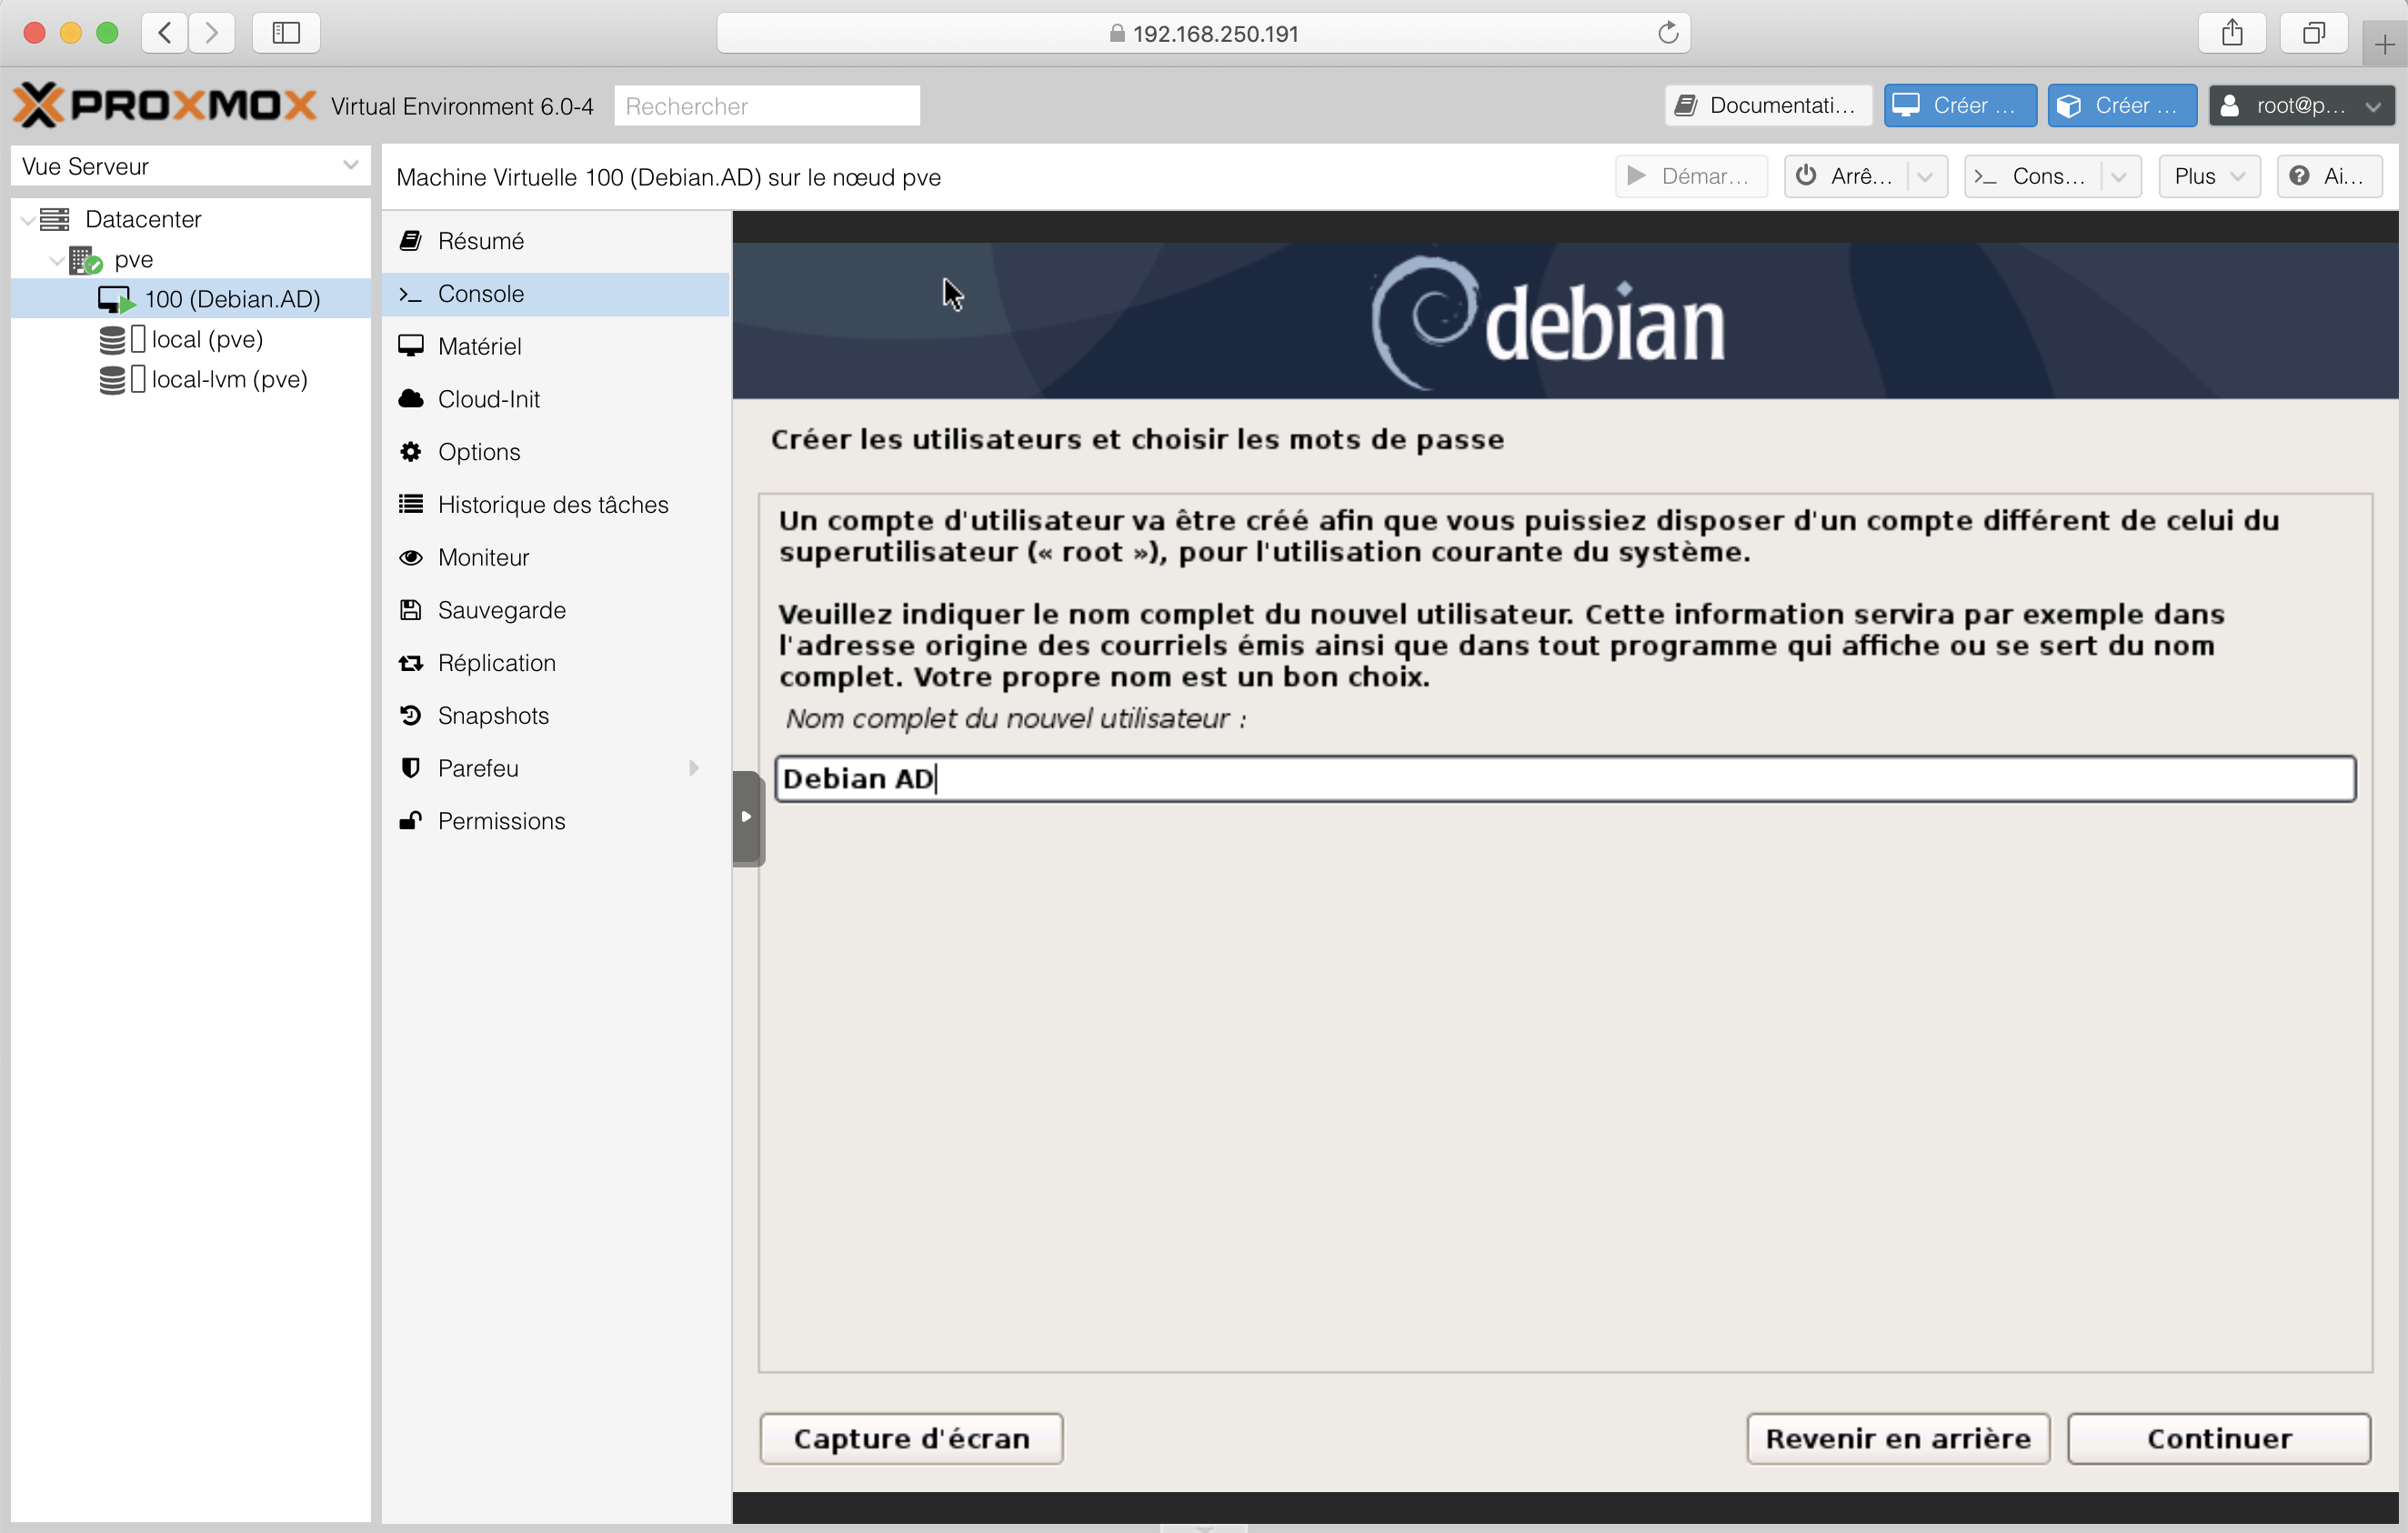 192.168.250.191
PROXMOX Virtual Environment 6.0-4 Rechercher Documentati... Créer ... Créer ... root@p...
Vue Serveur
Machine Virtuelle 100 (Debian.AD) sur le nœud pve Démar... Arrê... Cons... Plus Ai...
Datacenter
pve
100 (Debian.AD)
local (pve)
local-lvm (pve)
Résumé
Console
Matériel
Cloud-Init
Options
Historique des tâches
Moniteur
Sauvegarde
Réplication
Snapshots
Parefeu
Permissions
debian
Créer les utilisateurs et choisir les mots de passe
Un compte d'utilisateur va être créé afin que vous puissiez disposer d'un compte différent de celui du
superutilisateur (« root »), pour l'utilisation courante du système.
Veuillez indiquer le nom complet du nouvel utilisateur. Cette information servira par exemple dans
l'adresse origine des courriels émis ainsi que dans tout programme qui affiche ou se sert du nom
complet. Votre propre nom est un bon choix.
Nom complet du nouvel utilisateur :
Debian AD
Capture d'écran Revenir en arrière Continuer